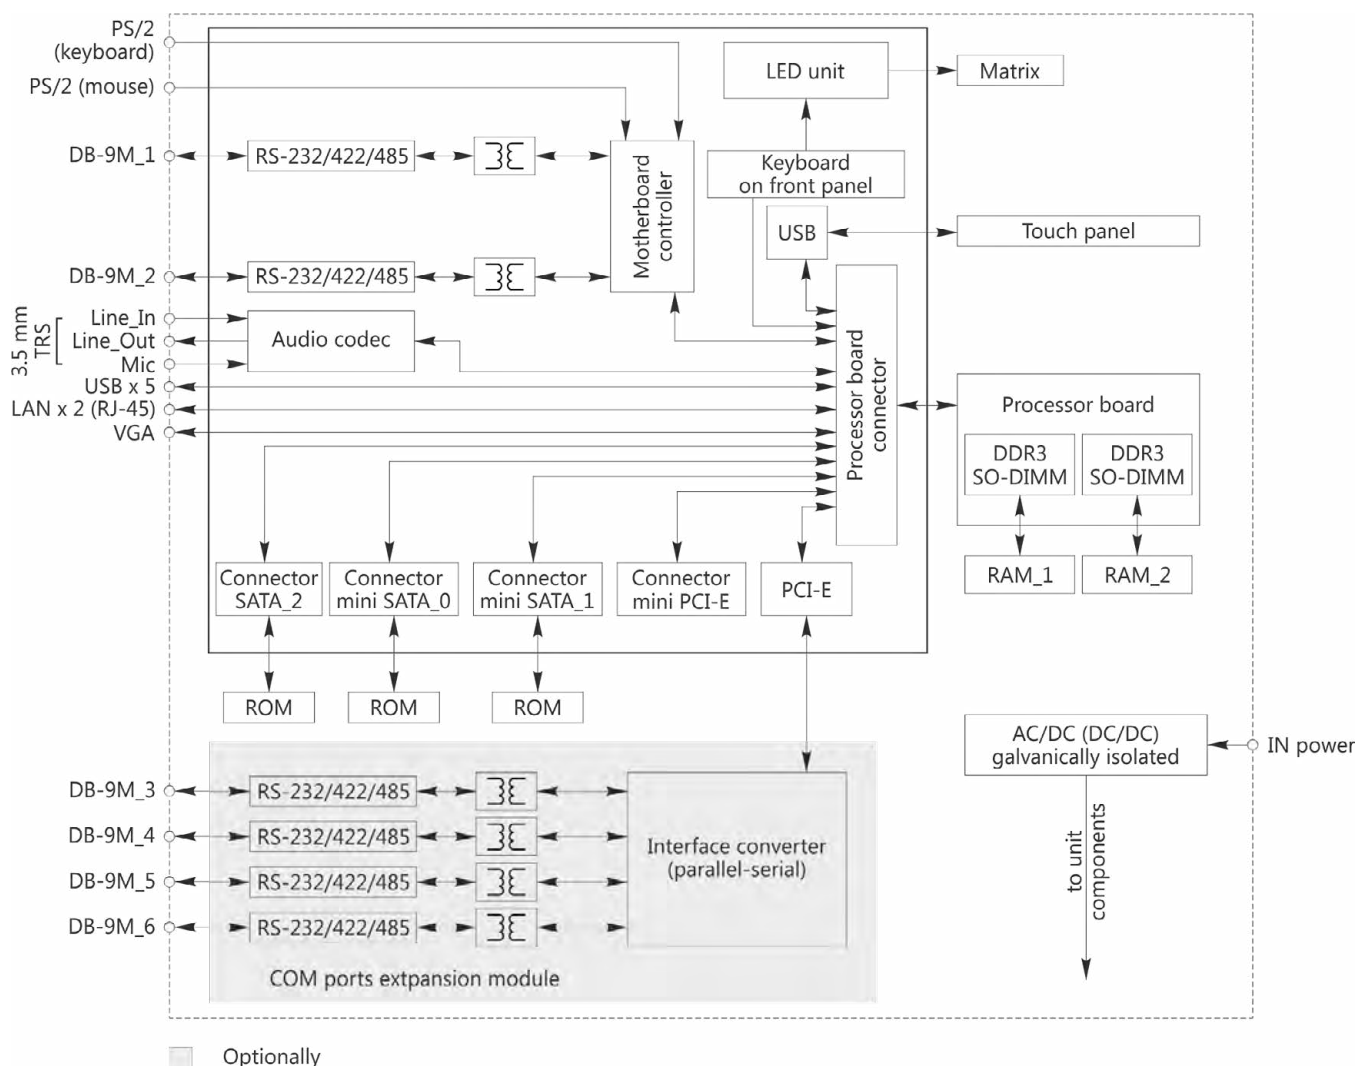 PS/2
(keyboard)
PS/2 (mouse)
DB-9M_1
DB-9M_2
3.5 mm
TRS
Line_In
Line_Out
Mic
USB x 5
LAN x 2 (RJ-45)
VGA
RS-232/422/485
RS-232/422/485
Audio codec
Motherboard
controller
LED unit
Matrix
Keyboard
on front panel
USB
Touch panel
Processor board
connector
Processor board
DDR3
SO-DIMM
DDR3
SO-DIMM
RAM_1
RAM_2
Connector
SATA_2
Connector
mini SATA_0
Connector
mini SATA_1
Connector
mini PCI-E
PCI-E
ROM
ROM
ROM
AC/DC (DC/DC)
galvanically isolated
IN power
to unit
components
DB-9M_3
DB-9M_4
DB-9M_5
DB-9M_6
RS-232/422/485
RS-232/422/485
RS-232/422/485
RS-232/422/485
Interface converter
(parallel-serial)
COM ports extpansion module
Optionally